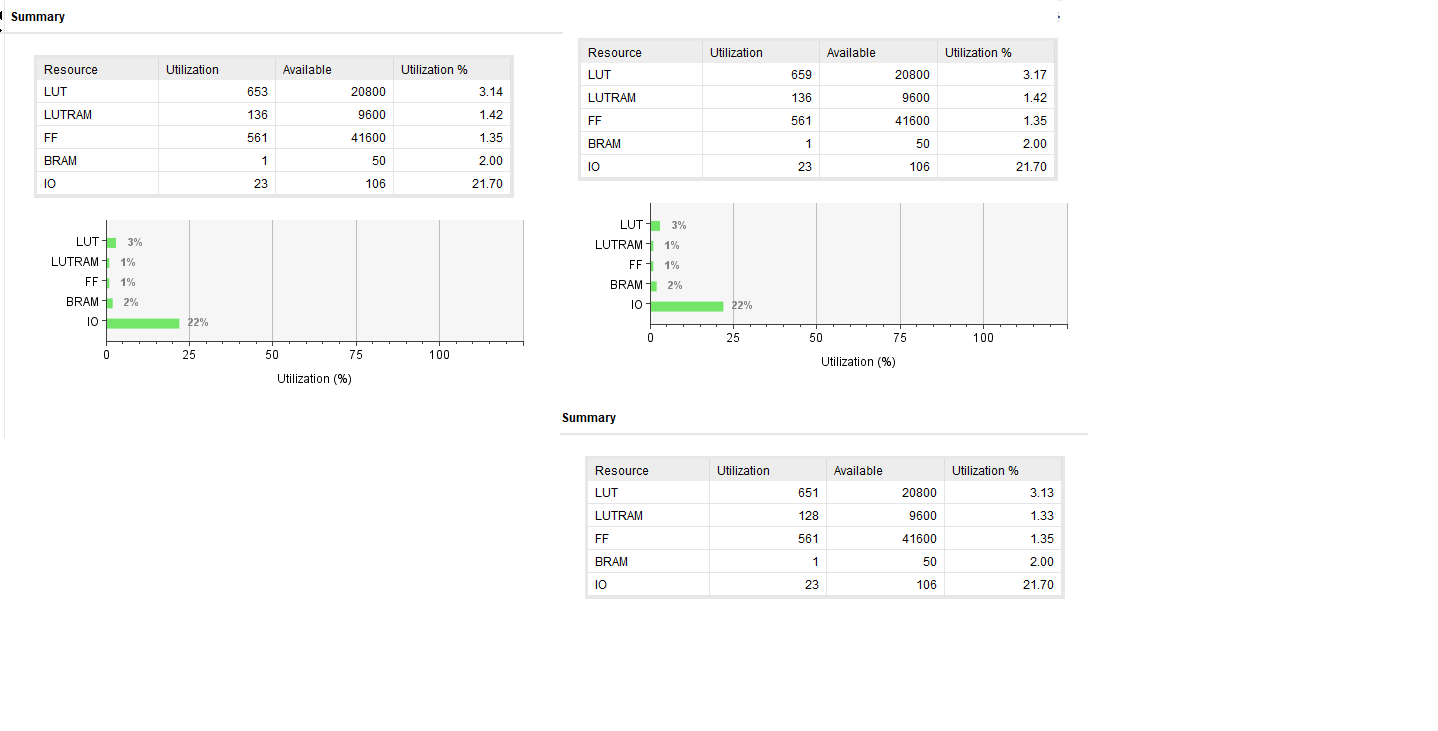 Summary
Resource Utilization Available Utilization %
LUT 653 20800 3.14
LUTRAM 136 9600 1.42
FF 561 41600 1.35
BRAM 1 50 2.00
IO 23 106 21.70
LUT 3%
LUTRAM 1%
FF 1%
BRAM 2%
IO 22%
0 25 50 75 100
Utilization (%)
Resource Utilization Available Utilization %
LUT 659 20800 3.17
LUTRAM 136 9600 1.42
FF 561 41600 1.35
BRAM 1 50 2.00
IO 23 106 21.70
LUT 3%
LUTRAM 1%
FF 1%
BRAM 2%
IO 22%
0 25 50 75 100
Utilization (%)
Summary
Resource Utilization Available Utilization %
LUT 651 20800 3.13
LUTRAM 128 9600 1.33
FF 561 41600 1.35
BRAM 1 50 2.00
IO 23 106 21.70